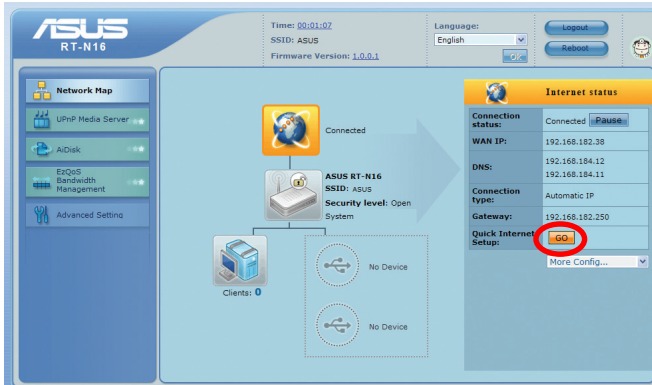 ASUS
RT-N16
Time: 00:01:07
SSID: ASUS
Firmware Version: 1.0.0.1
Language:
English
OK
Logout
Reboot
Network Map
UPnP Media Server
AiDisk
EzQoS
Bandwidth
Management
Advanced Setting
Connected
ASUS RT-N16
SSID: ASUS
Security level: Open
System
Clients: 0
No Device
No Device
Internet status
Connection
status:
Connected Pause
WAN IP: 192.168.182.38
DNS:
192.168.184.12
192.168.184.11
Connection
type:
Automatic IP
Gateway: 192.168.182.250
Quick Internet
Setup:
GO
More Config...